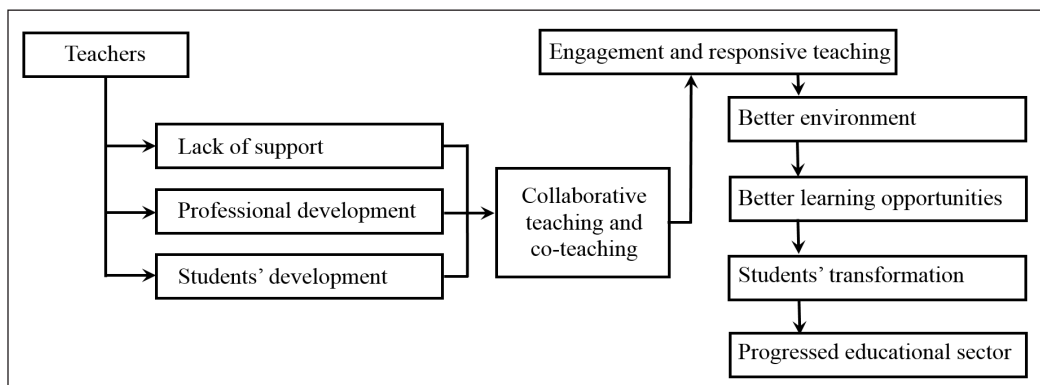 Teachers
Lack of support
Professional development
Students’ development
Collaborative
teaching and
co-teaching
Engagement and responsive teaching
Better environment
Better learning opportunities
Students’ transformation
Progressed educational sector